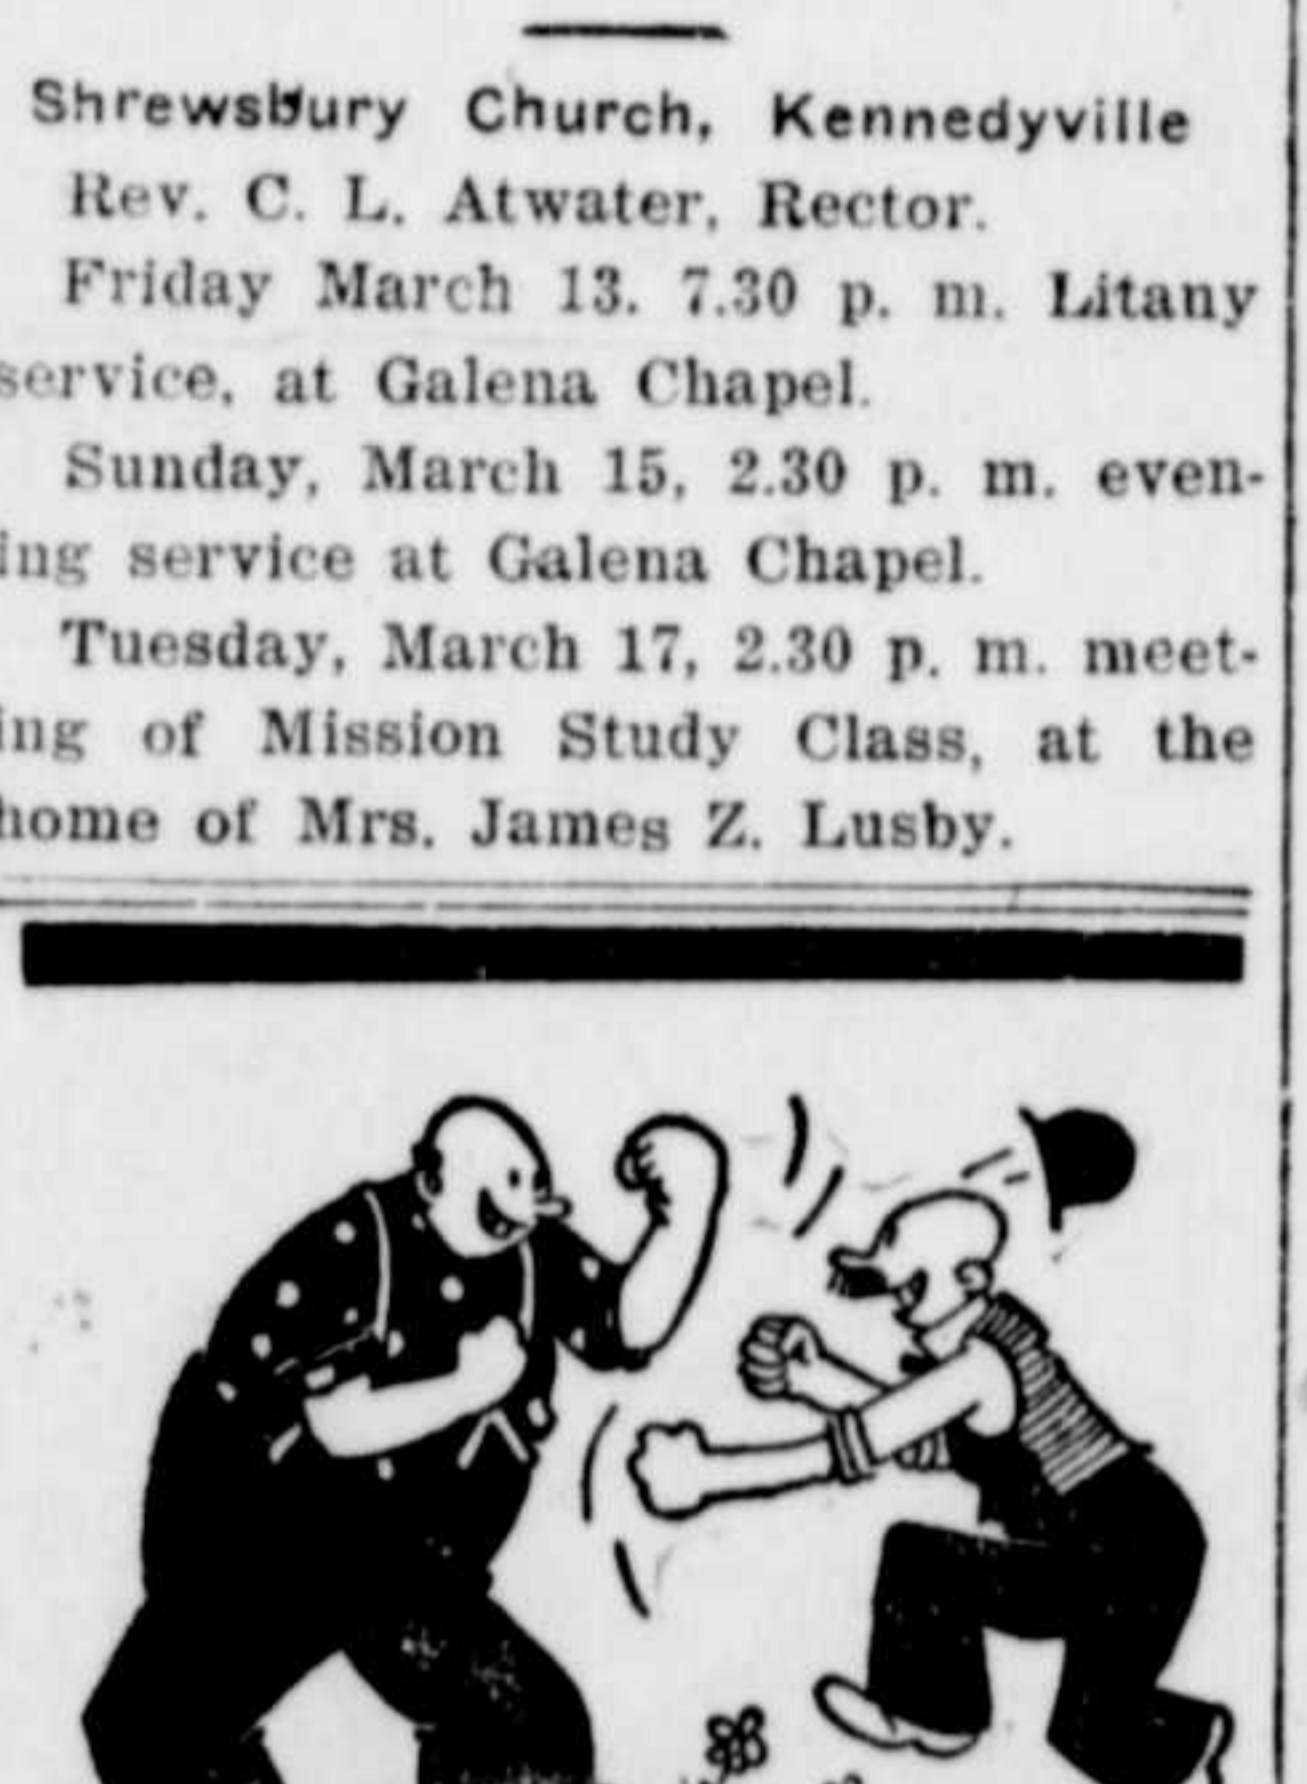 Shrewsbury Church, Kennedyville
Rev. C. L. Atwater, Rector.
Friday March 13. 7.30 p. m. Litany
service, at Galena Chapel.
Sunday, March 15, 2.30 p. m. even-
ing service at Galena Chapel.
Tuesday, March 17, 2.30 p. m. meet-
ing of Mission Study Class, at the
home of Mrs. James Z. Lusby.